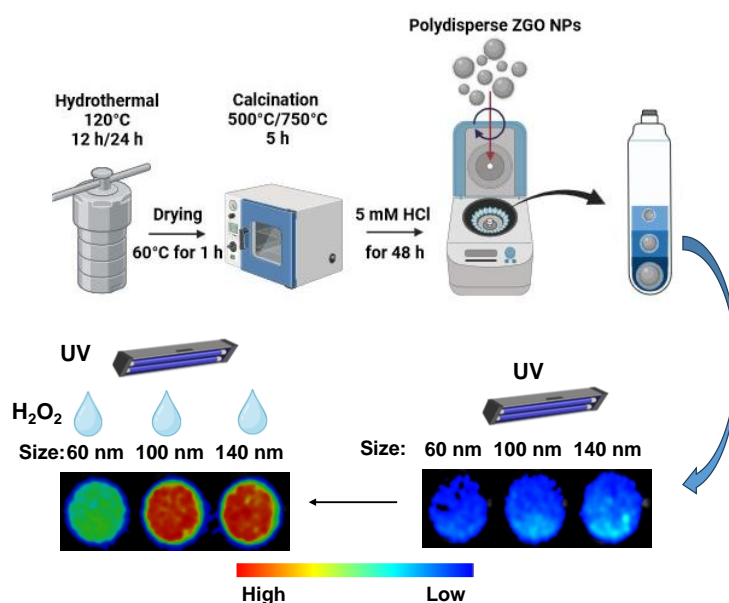 Polydisperse ZGO NPs
Hydrothermal
120°C
12 h/24 h
Calcination
500°C/750°C
5 h
Drying
60°C for 1 h
5 mM HCl
for 48 h
UV
H₂O₂
Size: 60 nm 100 nm 140 nm
UV
Size: 60 nm 100 nm 140 nm
High Low